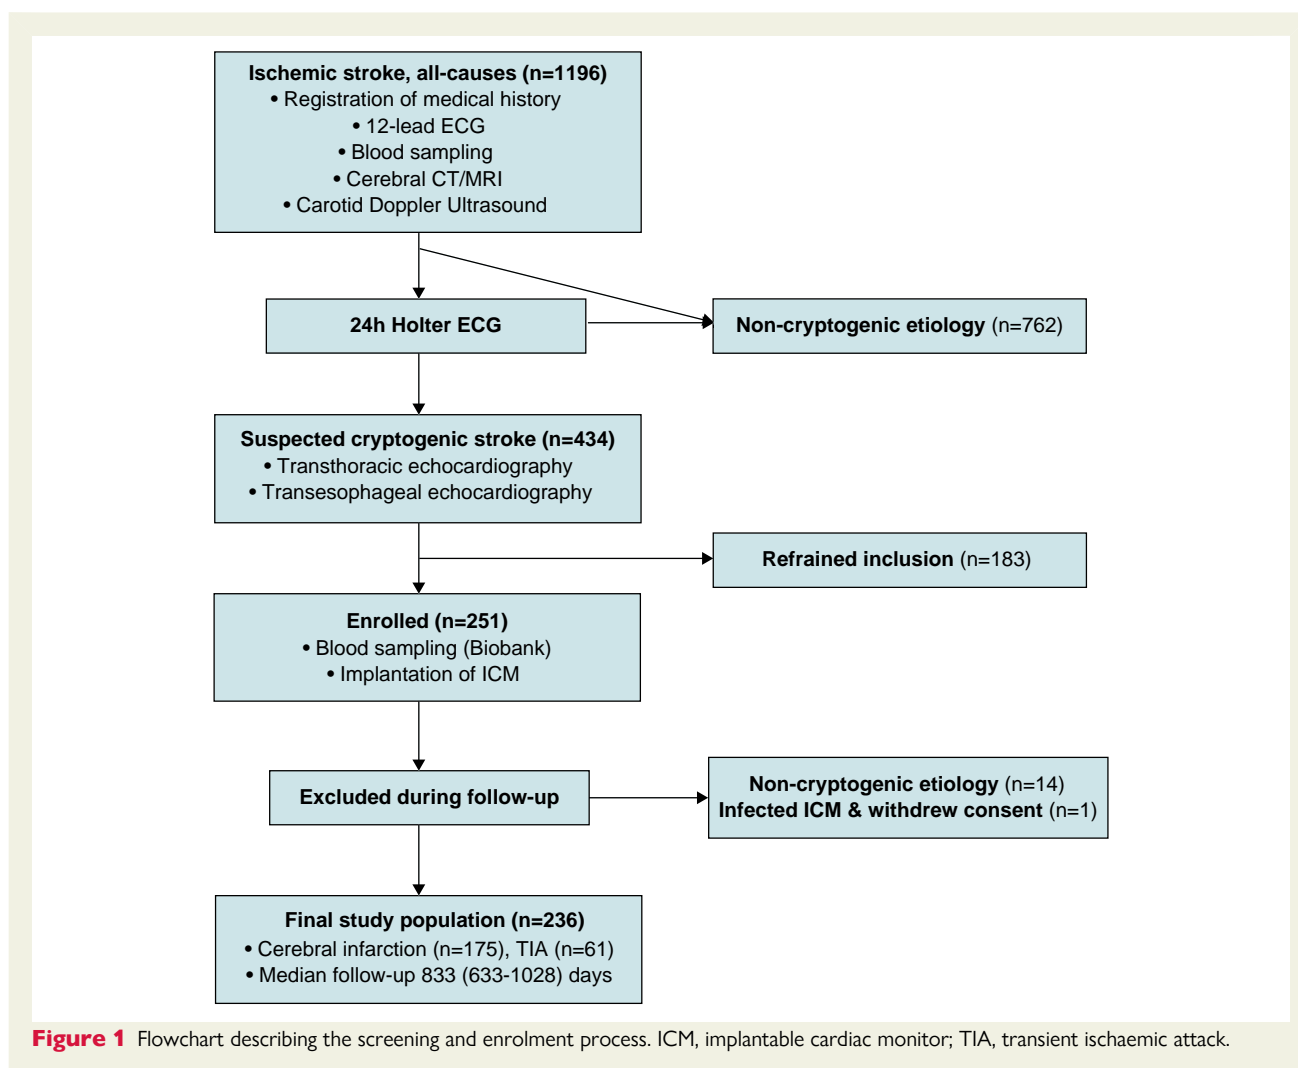 Ischemic stroke, all-causes (n=1196)
• Registration of medical history
• 12-lead ECG
• Blood sampling
• Cerebral CT/MRI
• Carotid Doppler Ultrasound
24h Holter ECG
Non-cryptogenic etiology (n=762)
Suspected cryptogenic stroke (n=434)
• Transthoracic echocardiography
• Transesophageal echocardiography
Refrained inclusion (n=183)
Enrolled (n=251)
• Blood sampling (Biobank)
• Implantation of ICM
Excluded during follow-up
Non-cryptogenic etiology (n=14)
Infected ICM & withdrew consent (n=1)
Final study population (n=236)
• Cerebral infarction (n=175), TIA (n=61)
• Median follow-up 833 (633-1028) days
Figure 1 Flowchart describing the screening and enrolment process. ICM, implantable cardiac monitor; TIA, transient ischaemic attack.